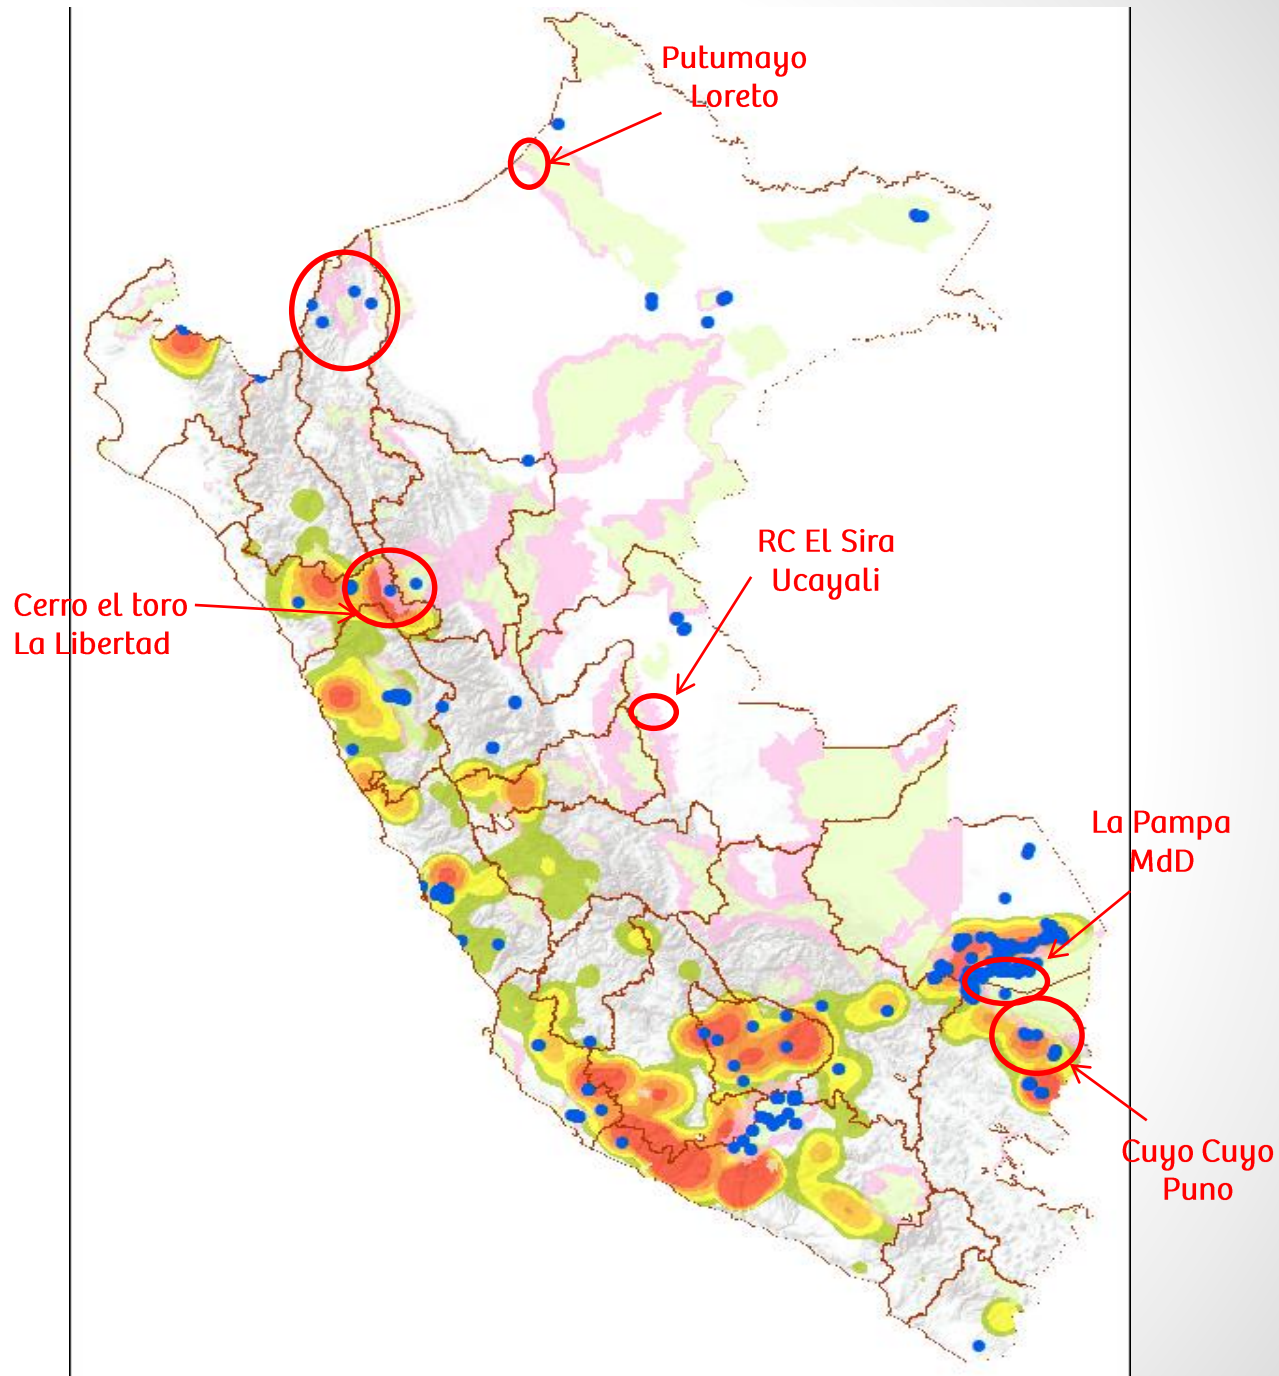 Putumayo
Loreto
RC El Sira
Ucayali
Cerro el toro
La Libertad
La Pampa
MdD
Cuyo Cuyo
Puno